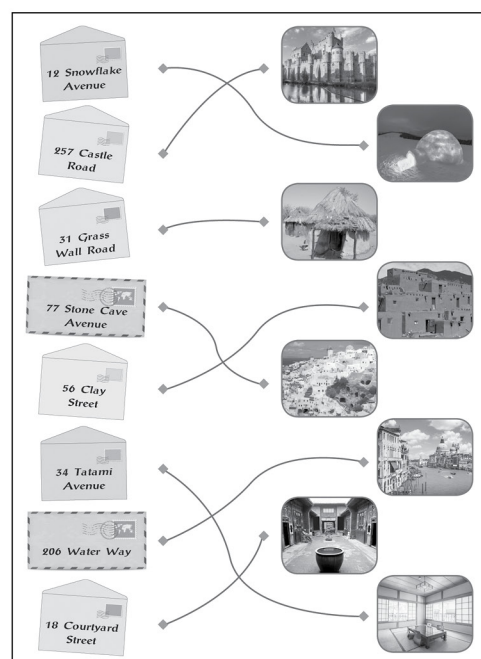 12 Snowflake
Avenue
257 Castle
Road
31 Grass
Wall Road
77 Stone Cave
Avenue
56 Clay
Street
34 Tatami
Avenue
206 Water Way
18 Courtyard
Street